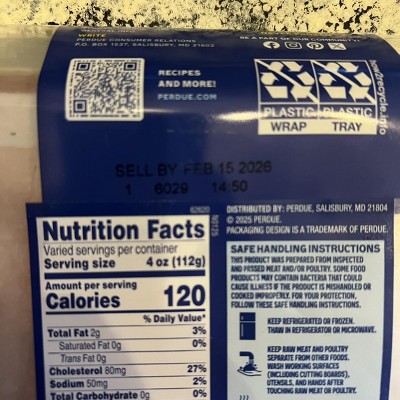 WRITE
PERDUE CONSUMER RELATIONS
P.O. BOX 1537, SALISBURY, MD 21802
BE A PART OF OUR COMMUNITY!
RECIPES
AND MORE!
PERDUE.COM
PLASTIC PLASTIC
WRAP TRAY
how2recycle.info
SELL BY FEB 15 2026
1 6029 14:50
Nutrition Facts
Varied servings per container
Serving size 4 oz (112g)
Amount per serving
Calories 120
% Daily Value*
Total Fat 2g 3%
Saturated Fat 0g 0%
Trans Fat 0g
Cholesterol 80mg 27%
Sodium 50mg 2%
Total Carbohydrate 0g 0%
DISTRIBUTED BY: PERDUE, SALISBURY, MD 21804
© 2025 PERDUE.
PACKAGING DESIGN IS A TRADEMARK OF PERDUE.
SAFE HANDLING INSTRUCTIONS
THIS PRODUCT WAS PREPARED FROM INSPECTED
AND PASSED MEAT AND/OR POULTRY. SOME FOOD
PRODUCTS MAY CONTAIN BACTERIA THAT COULD
CAUSE ILLNESS IF THE PRODUCT IS MISHANDLED OR
COOKED IMPROPERLY. FOR YOUR PROTECTION,
FOLLOW THESE SAFE HANDLING INSTRUCTIONS.
KEEP REFRIGERATED OR FROZEN.
THAW IN REFRIGERATOR OR MICROWAVE.
KEEP RAW MEAT AND POULTRY
SEPARATE FROM OTHER FOODS.
WASH WORKING SURFACES
(INCLUDING CUTTING BOARDS),
UTENSILS, AND HANDS AFTER
TOUCHING RAW MEAT OR POULTRY.